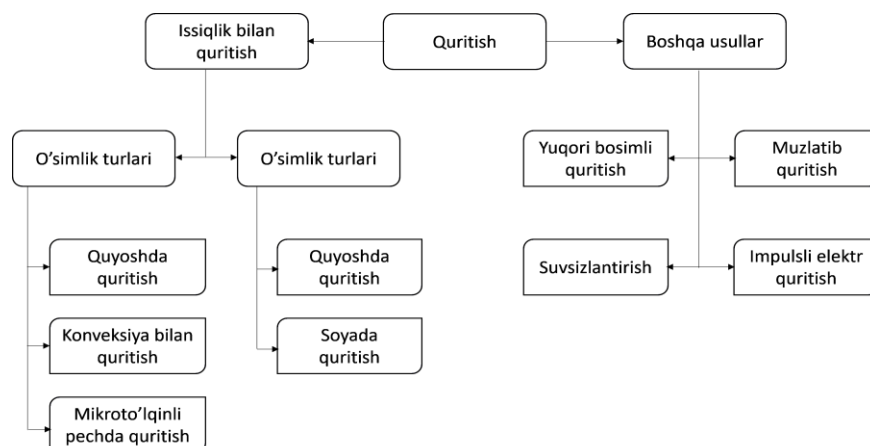 Issiqlik bilan
quritish
Quritish
Boshqa usullar
O'simlik turlari
O'simlik turlari
Yuqori bosimli
quritish
Muzlatib
quritish
Quyoshda
quritish
Quyoshda
quritish
Suvsizlantirish
Impulsli elektr
quritish
Konveksiya bilan
quritish
Soyada
quritish
Mikroto'lqinli
pechda quritish